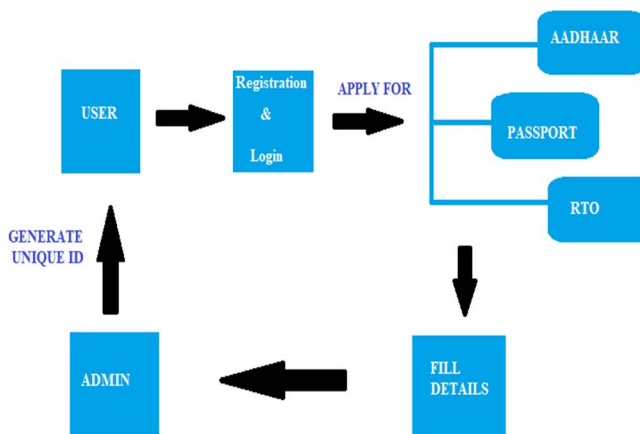 USER
Registration
&
Login
APPLY FOR
AADHAAR
PASSPORT
RTO
FILL
DETAILS
ADMIN
GENERATE
UNIQUE ID